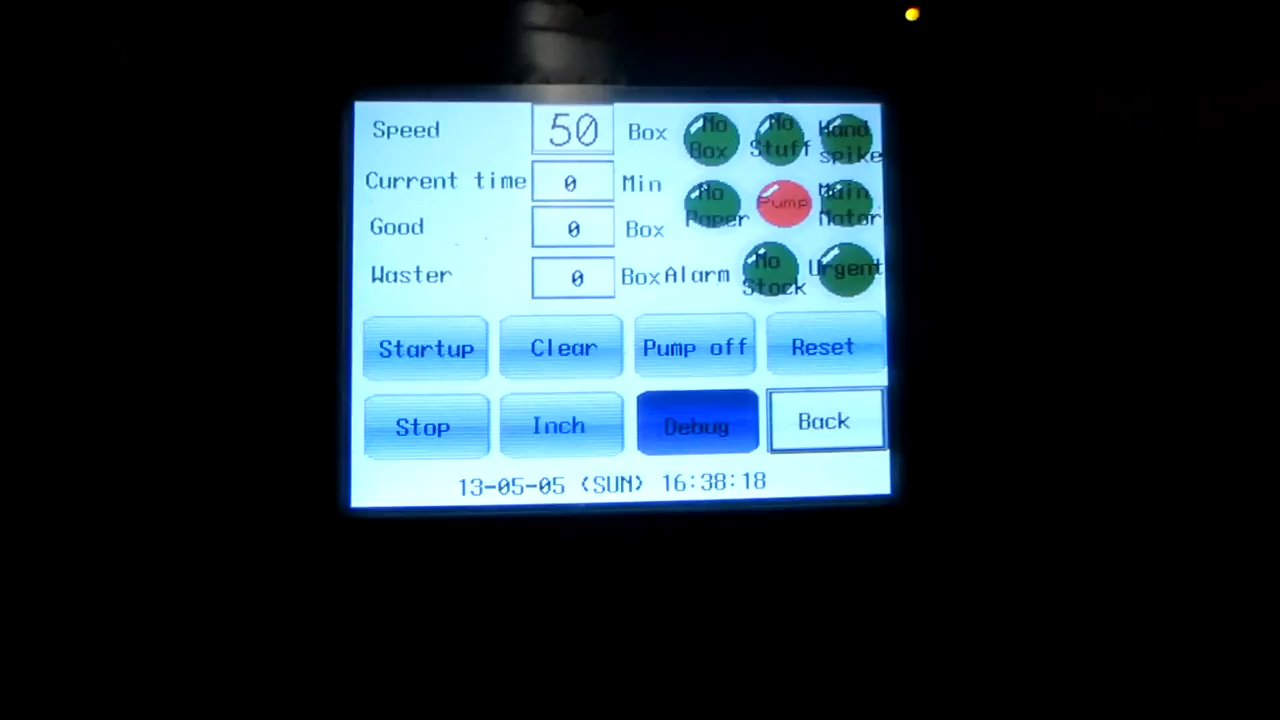 Speed 50 Box
No Box
No Stuff
Hand spike
Current time 0 Min
No Paper
Pump
Main Motor
Good 0 Box
Waster 0 Box
Alarm
No Stock
Urgent
Startup Clear Pump off Reset
Stop Inch Debug Back
13-05-05 (SUN) 16:38:18